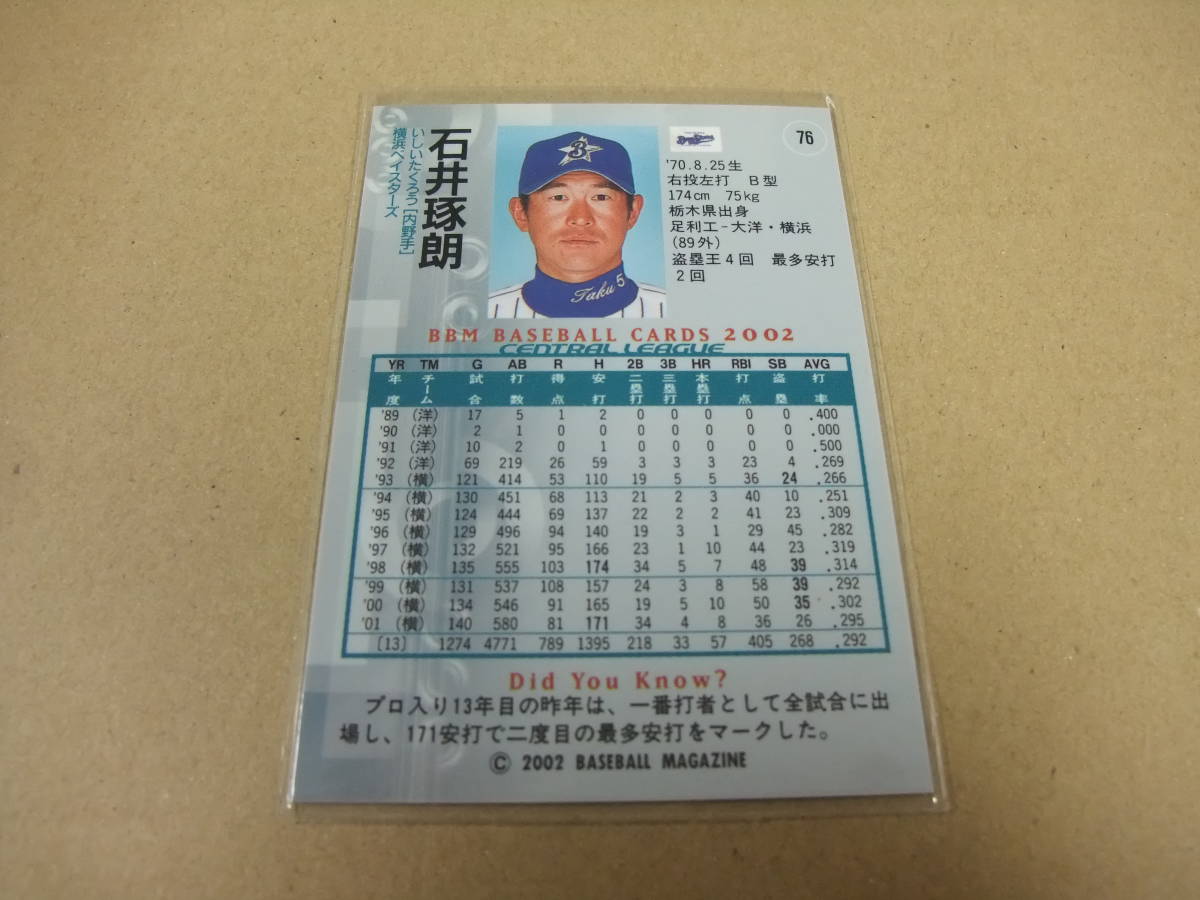 76
石井琢朗
いしいたくろう [内野手]
横浜ベイスターズ
'70.8.25生
右投左打 B型
174cm 75kg
栃木県出身
足利工-大洋・横浜
(89外)
盗塁王4回 最多安打
2回
3
Taku 5
BBM BASEBALL CARDS 2002
CENTRAL LEAGUE
YR TM G AB R H 2B 3B HR RBI SB AVG
年度 チーム 試合 打数 得点 安打 二塁打 三塁打 本塁打 打点 盗塁 打率
'89 (洋) 17 5 1 2 0 0 0 0 0 .400
'90 (洋) 2 1 0 0 0 0 0 0 0 .000
'91 (洋) 10 2 0 1 0 0 0 0 0 .500
'92 (洋) 69 219 26 59 3 3 3 23 4 .269
'93 (横) 121 414 53 110 19 5 5 36 24 .266
'94 (横) 130 451 68 113 21 2 3 40 10 .251
'95 (横) 124 444 69 137 22 2 2 41 23 .309
'96 (横) 129 496 94 140 19 3 1 29 45 .282
'97 (横) 132 521 95 166 23 1 10 44 23 .319
'98 (横) 135 555 103 174 34 5 7 48 39 .314
'99 (横) 131 537 108 157 24 3 8 58 39 .292
'00 (横) 134 546 91 165 19 5 10 50 35 .302
'01 (横) 140 580 81 171 34 4 8 36 26 .295
[13] 1274 4771 789 1395 218 33 57 405 268 .292
Did You Know?
プロ入り13年目の昨年は、一番打者として全試合に出
場し、171安打で二度目の最多安打をマークした。
© 2002 BASEBALL MAGAZINE